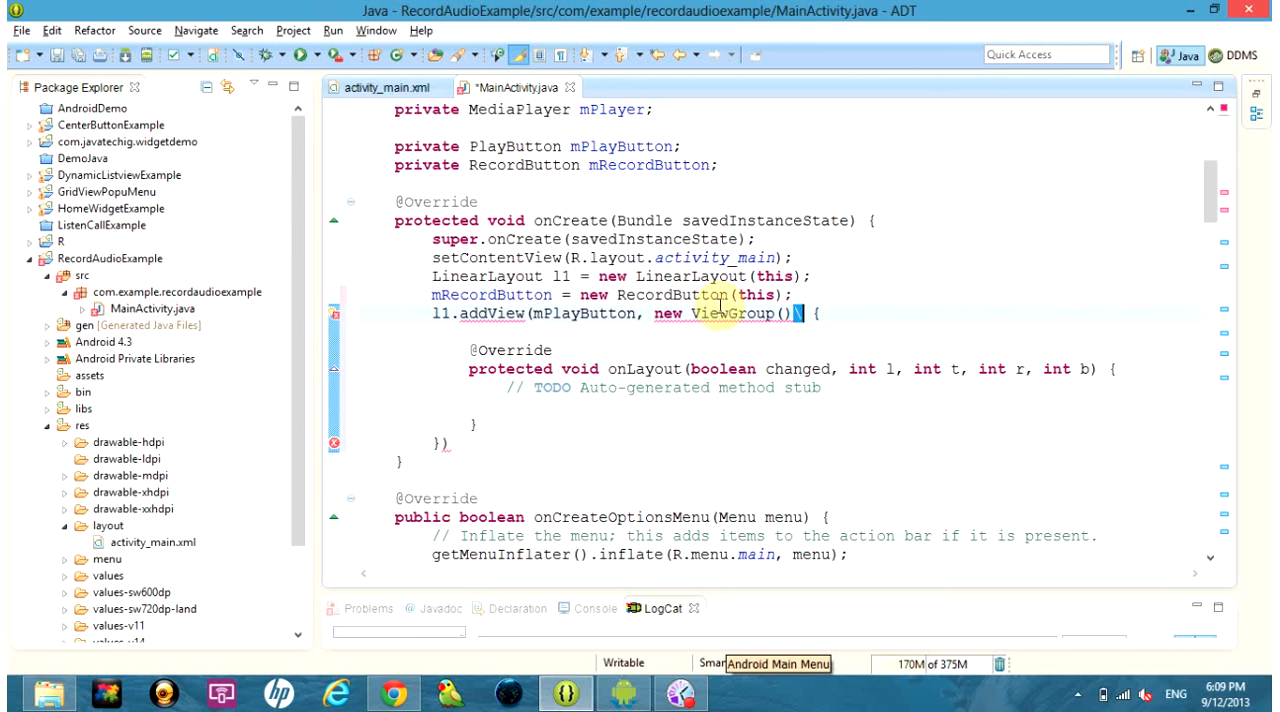 Java - RecordAudioExample/src/com/example/recordaudioexample/MainActivity.java - ADT
File Edit Refactor Source Navigate Search Project Run Window Help
Quick Access
Java
DDMS
Package Explorer
activity_main.xml
*MainActivity.java
AndroidDemo
CenterButtonExample
com.javatechig.widgetdemo
DemoJava
DynamicListviewExample
GridViewPopuMenu
HomeWidgetExample
ListenCallExample
R
RecordAudioExample
src
com.example.recordaudioexample
MainActivity.java
gen [Generated Java Files]
Android 4.3
Android Private Libraries
assets
bin
libs
res
drawable-hdpi
drawable-ldpi
drawable-mdpi
drawable-xhdpi
drawable-xxhdpi
layout
activity_main.xml
menu
values
values-sw600dp
values-sw720dp-land
values-v11
values-v14
private MediaPlayer mPlayer;
private PlayButton mPlayButton;
private RecordButton mRecordButton;
@Override
protected void onCreate(Bundle savedInstanceState) {
super.onCreate(savedInstanceState);
setContentView(R.layout.activity_main);
LinearLayout l1 = new LinearLayout(this);
mRecordButton = new RecordButton(this);
l1.addView(mPlayButton, new ViewGroup()\ {
@Override
protected void onLayout(boolean changed, int l, int t, int r, int b) {
// TODO Auto-generated method stub
}
})
}
@Override
public boolean onCreateOptionsMenu(Menu menu) {
// Inflate the menu; this adds items to the action bar if it is present.
getMenuInflater().inflate(R.menu.main, menu);
Problems @ Javadoc Declaration Console LogCat
Writable
Smar
Android Main Menu
170M of 375M
hp
ENG
6:09 PM
9/12/2013